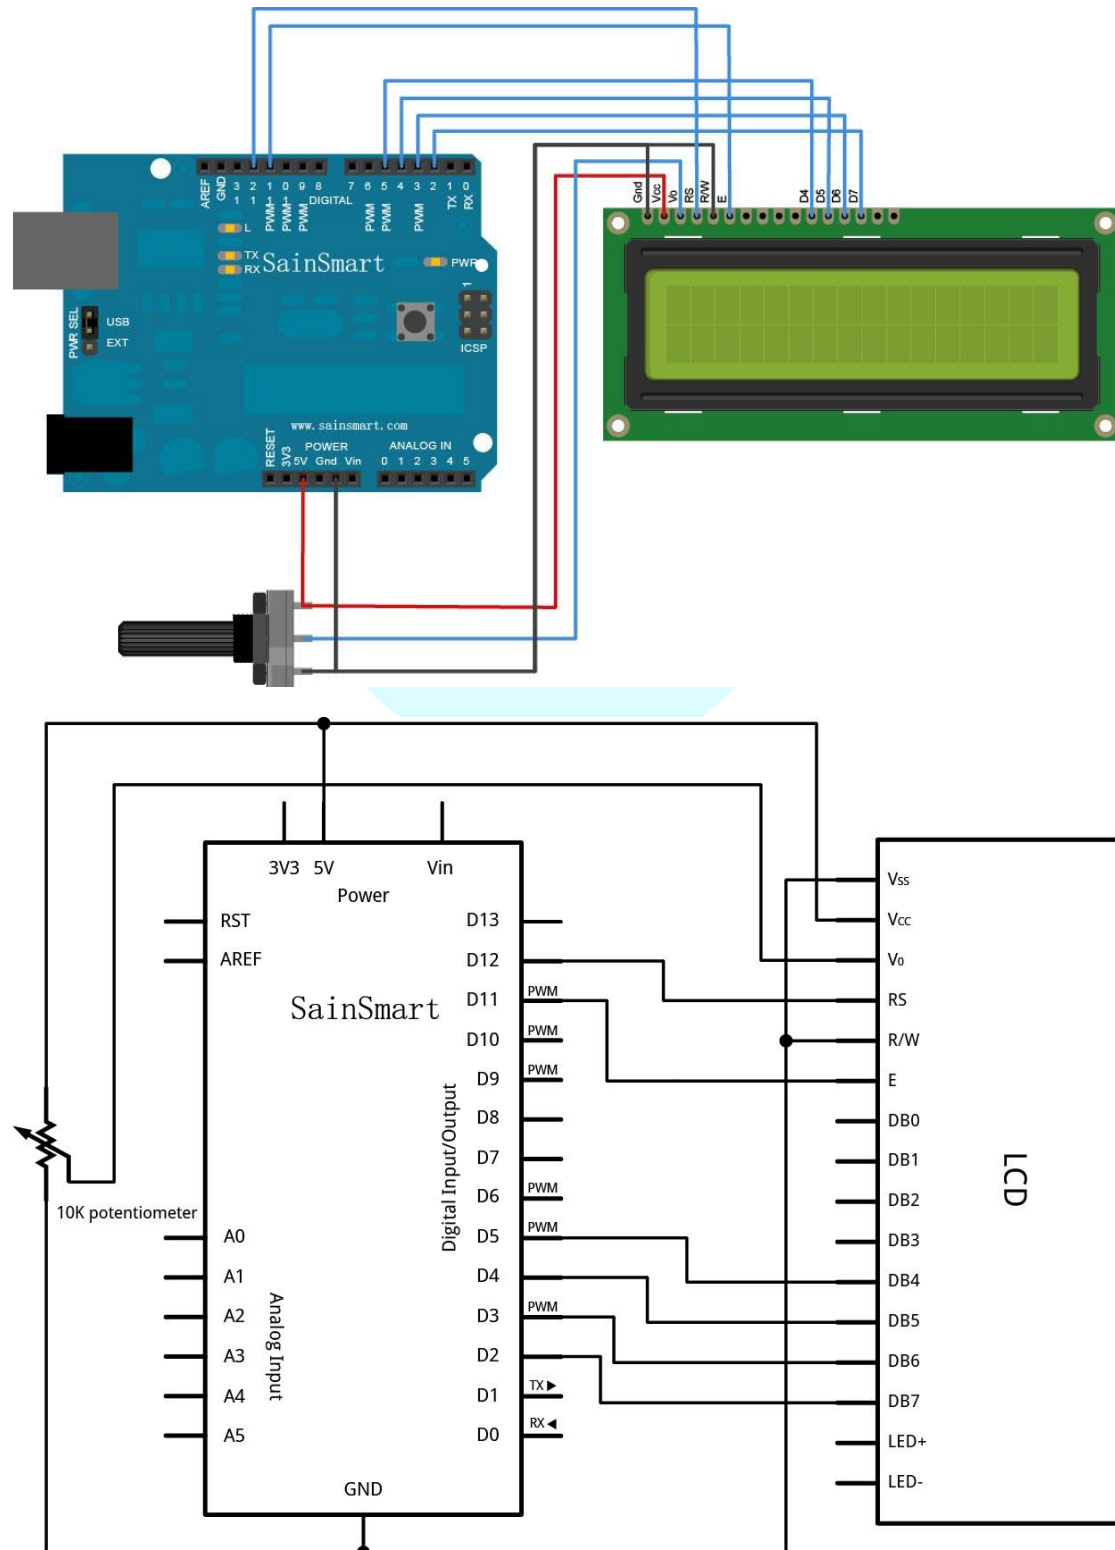 Gnd
Vcc
Vo
RS
R/W
E
D4
D5
D6
D7
AREF
GND
13
12
PWM 11
PWM 10
PWM 9
8
DIGITAL
7
PWM 6
PWM 5
4
PWM 3
2
TX 1
RX 0
L
TX
RX
SainSmart
PWR
1
ICSP
PWR SEL
USB
EXT
www.sainsmart.com
POWER
ANALOG IN
RESET
3V3
5V Gnd Vin
0 1 2 3 4 5
3V3 5V Vin
Power
RST
AREF
SainSmart
D13
D12
D11 PWM
D10 PWM
D9 PWM
D8
D7
D6 PWM
D5 PWM
D4
D3 PWM
D2
D1 TX ▶
D0 RX ◀
Digital Input/Output
10K potentiometer
A0
A1
A2
A3
A4
A5
Analog Input
GND
Vss
Vcc
V0
RS
R/W
E
DB0
DB1
DB2
DB3
DB4
DB5
DB6
DB7
LED+
LED-
LCD